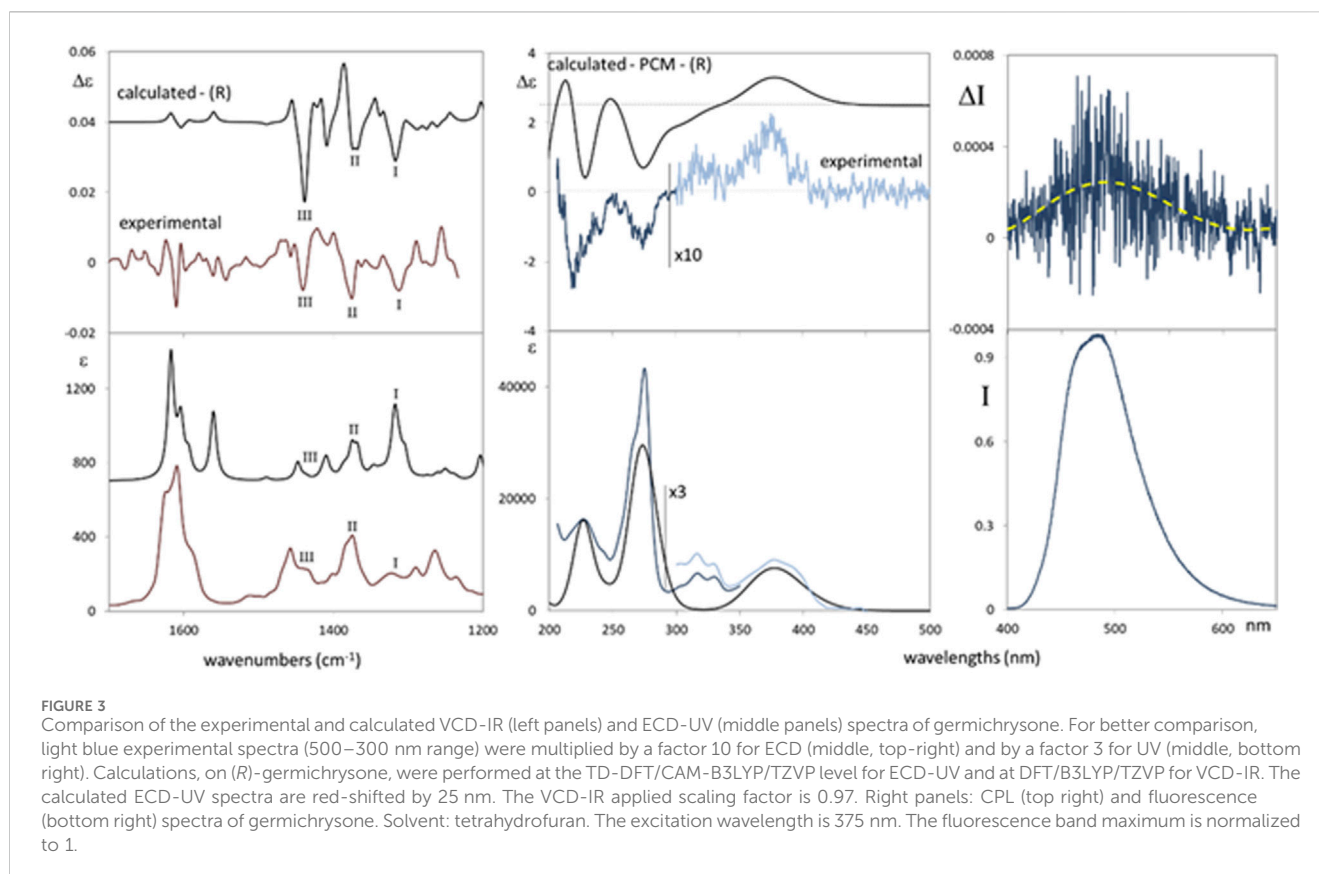 0.06
Δε
calculated - (R)
0.04
III
II
I
0.02
experimental
0
III
II
I
-0.02
ε
1200
I
II
III
800
II
III
I
400
0
1600
1400
1200
wavenumbers (cm-1)
4
calculated - PCM - (R)
Δε
2
experimental
0
x10
-2
-4
ε
40000
x3
20000
0
200
250
300
350
400
450
500
wavelengths (nm)
0.0008
ΔI
0.0004
0
-0.0004
0.9
I
0.6
0.3
0
400
500
600
nm
FIGURE 3
Comparison of the experimental and calculated VCD-IR (left panels) and ECD-UV (middle panels) spectra of germichrysone. For better comparison,
light blue experimental spectra (500–300 nm range) were multiplied by a factor 10 for ECD (middle, top-right) and by a factor 3 for UV (middle, bottom
right). Calculations, on (R)-germichrysone, were performed at the TD-DFT/CAM-B3LYP/TZVP level for ECD-UV and at DFT/B3LYP/TZVP for VCD-IR. The
calculated ECD-UV spectra are red-shifted by 25 nm. The VCD-IR applied scaling factor is 0.97. Right panels: CPL (top right) and fluorescence
(bottom right) spectra of germichrysone. Solvent: tetrahydrofuran. The excitation wavelength is 375 nm. The fluorescence band maximum is normalized
to 1.